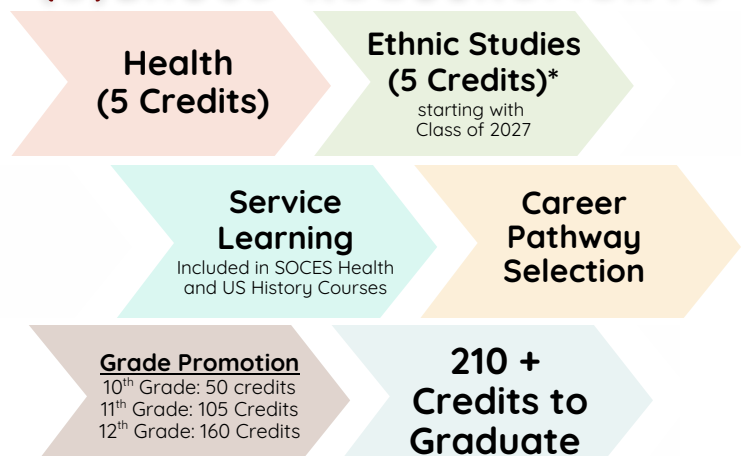 Health
(5 Credits)
Ethnic Studies
(5 Credits)*
starting with
Class of 2027
Service
Learning
Included in SOCES Health
and US History Courses
Career
Pathway
Selection
Grade Promotion
10th Grade: 50 credits
11th Grade: 105 Credits
12th Grade: 160 Credits
210 +
Credits to
Graduate